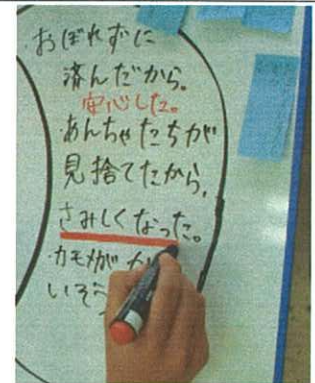 おぼれずに
済んだから。
安心した。
あんちゃたちが
見捨てたから、
さみしくなった。
カモメが
いそう